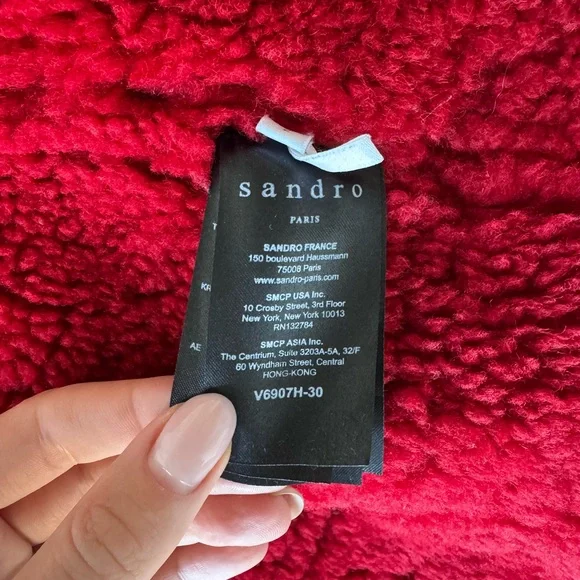 sandro
PARIS
SANDRO FRANCE
150 boulevard Haussmann
75008 Paris
www.sandro-paris.com
SMCP USA Inc.
10 Crosby Street, 3rd Floor
New York, New York 10013
RN132784
SMCP ASIA Inc.
The Centrium, Suite 3203A-5A, 32/F
60 Wyndham Street, Central
HONG-KONG
V6907H-30
KR
AE